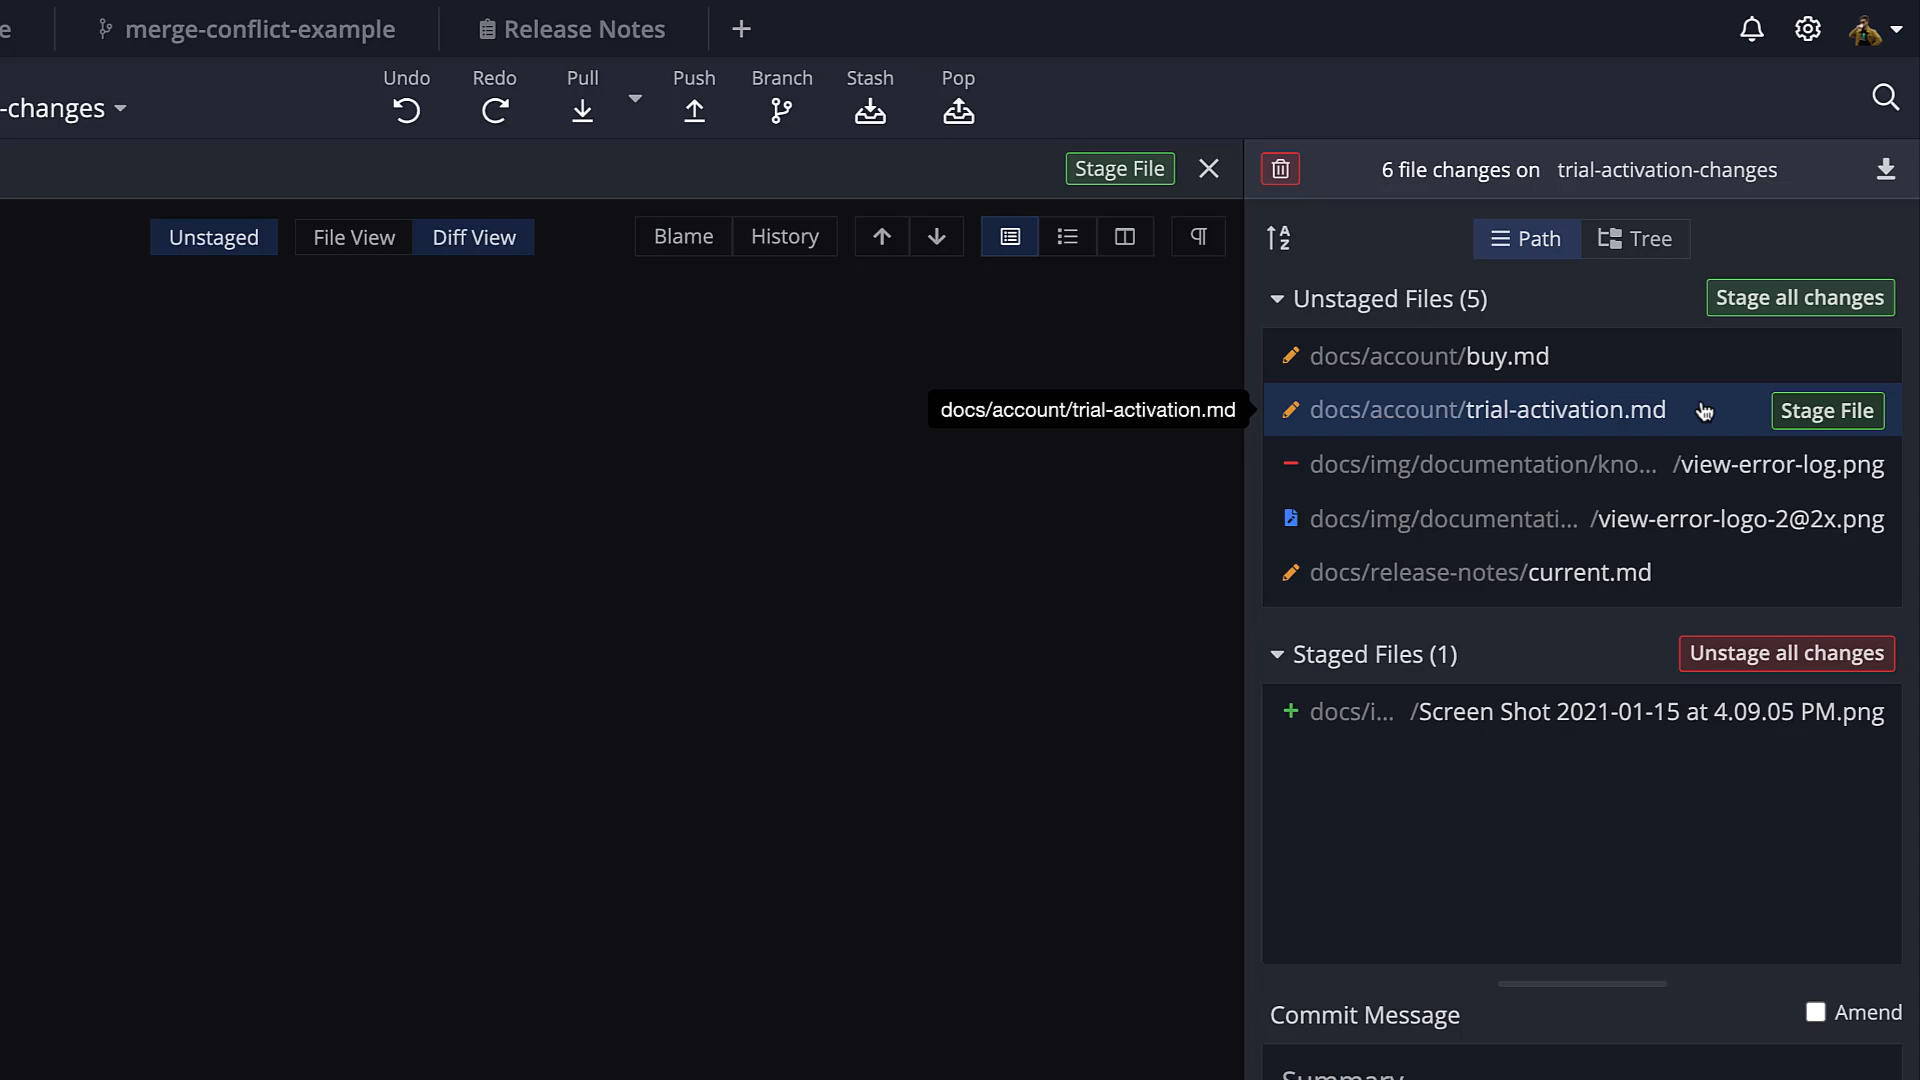 e
merge-conflict-example
Release Notes
Undo
Redo
Pull
Push
Branch
Stash
Pop
-changes
Stage File
6 file changes on trial-activation-changes
Unstaged
File View
Diff View
Blame
History
Path
Tree
Unstaged Files (5)
Stage all changes
docs/account/buy.md
docs/account/trial-activation.md
docs/account/trial-activation.md
Stage File
docs/img/documentation/kno... /view-error-log.png
docs/img/documentati... /view-error-logo-2@2x.png
docs/release-notes/current.md
Staged Files (1)
Unstage all changes
docs/i... /Screen Shot 2021-01-15 at 4.09.05 PM.png
Commit Message
Amend
Summary